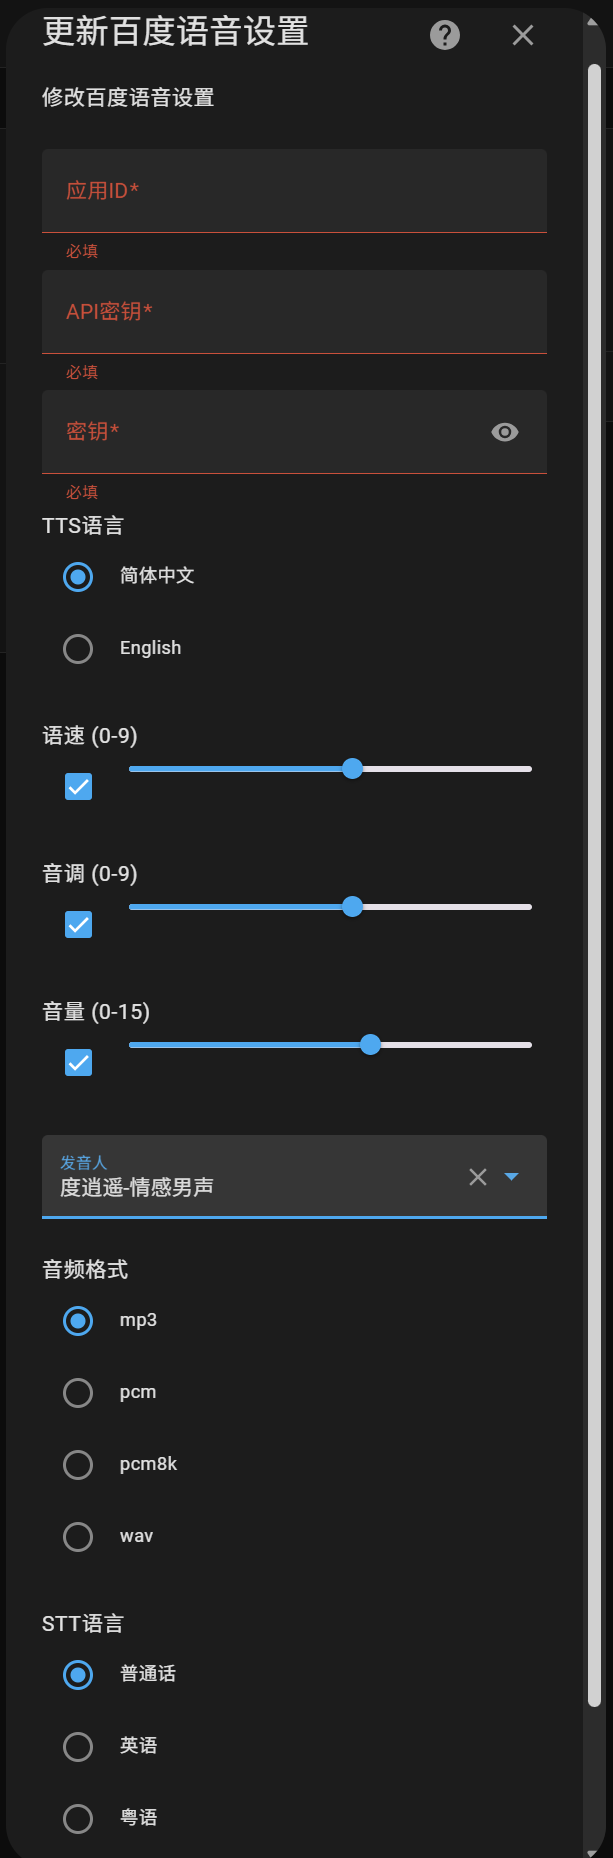 更新百度语音设置
修改百度语音设置
应用ID*
必填
API密钥*
必填
密钥*
必填
TTS语言
简体中文
English
语速 (0-9)
音调 (0-9)
音量 (0-15)
发音人
度逍遥-情感男声
音频格式
mp3
pcm
pcm8k
wav
STT语言
普通话
英语
粤语